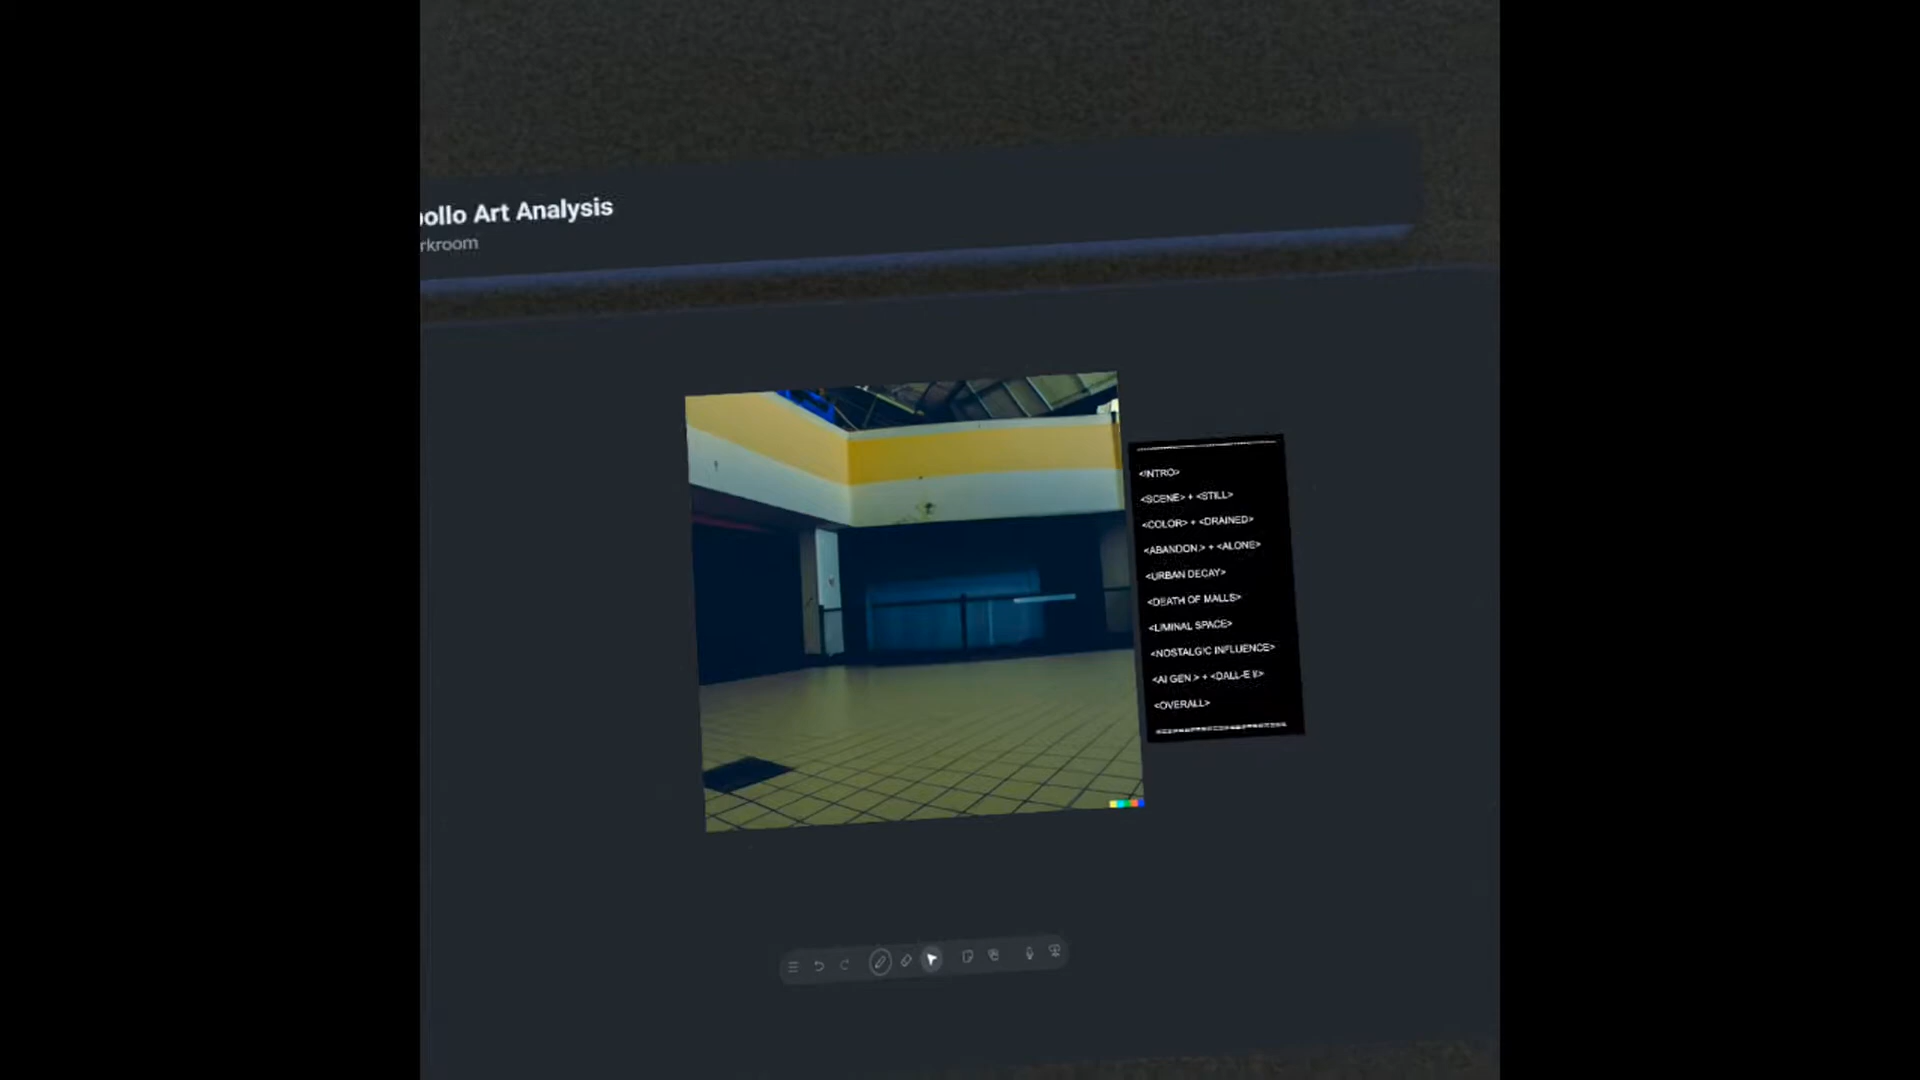 ollo Art Analysis
rkroom
<INTRO>
<SCENE> + <STILL>
<COLOR> + <DRAINED>
<ABANDON > + <ALONE>
<URBAN DECAY>
<DEATH OF MALLS>
<LIMINAL SPACE>
<NOSTALGIC INFLUENCE>
<AI GEN > + <DALL-E >
<OVERALL>